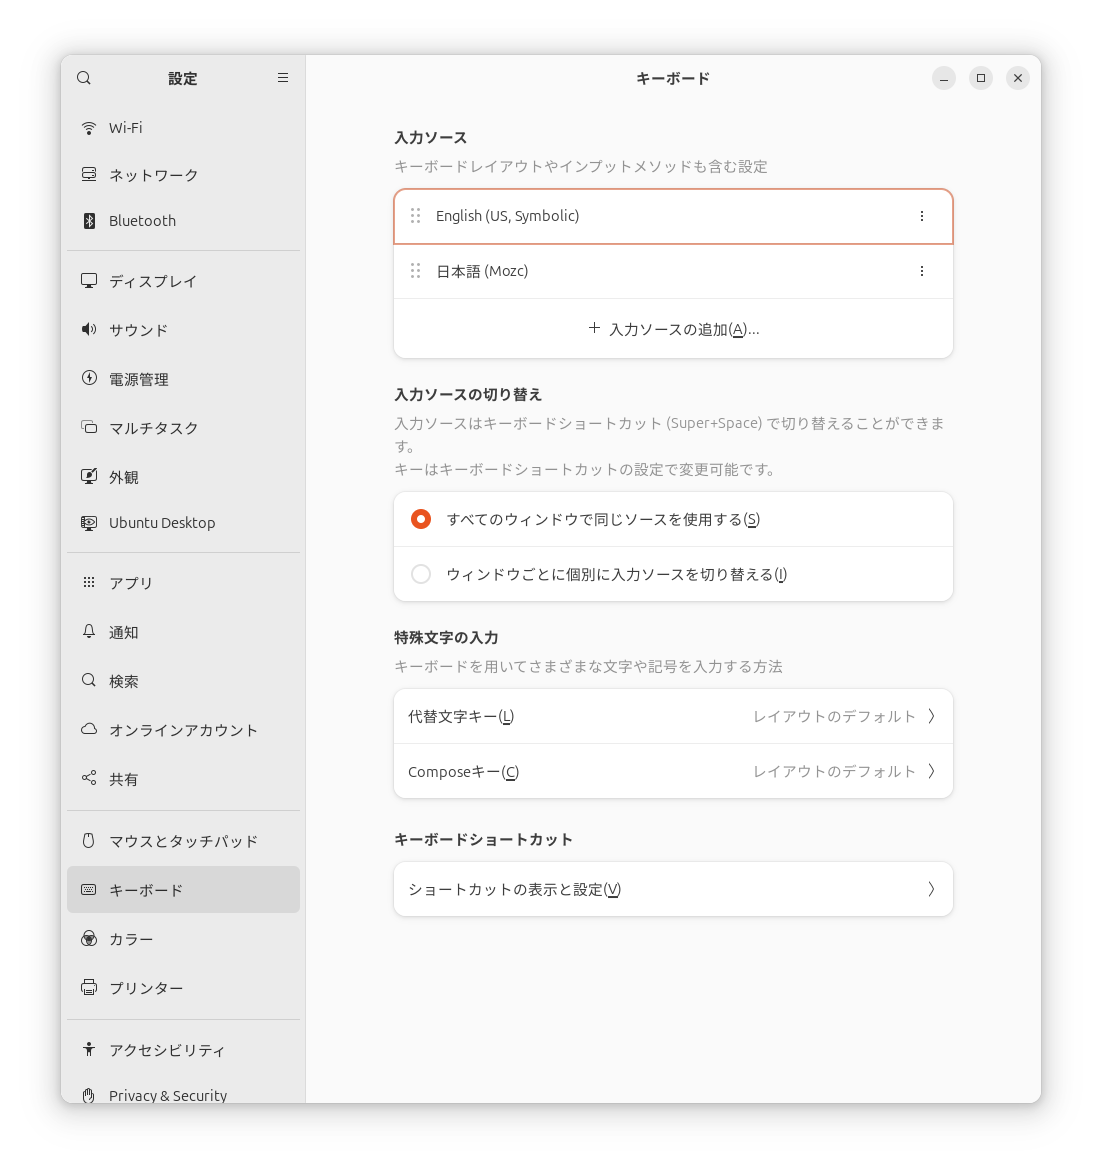 設定
Wi-Fi
ネットワーク
Bluetooth
ディスプレイ
サウンド
電源管理
マルチタスク
外観
Ubuntu Desktop
アプリ
通知
検索
オンラインアカウント
共有
マウスとタッチパッド
キーボード
カラー
プリンター
アクセシビリティ
Privacy & Security
キーボード
入力ソース
キーボードレイアウトやインプットメソッドも含む設定
English (US, Symbolic)
日本語 (Mozc)
入力ソースの追加(A)...
入力ソースの切り替え
入力ソースはキーボードショートカット (Super+Space) で切り替えることができま
す。
キーはキーボードショートカットの設定で変更可能です。
すべてのウィンドウで同じソースを使用する(S)
ウィンドウごとに個別に入力ソースを切り替える(I)
特殊文字の入力
キーボードを用いてさまざまな文字や記号を入力する方法
代替文字キー(L) レイアウトのデフォルト
Composeキー(C) レイアウトのデフォルト
キーボードショートカット
ショートカットの表示と設定(V)